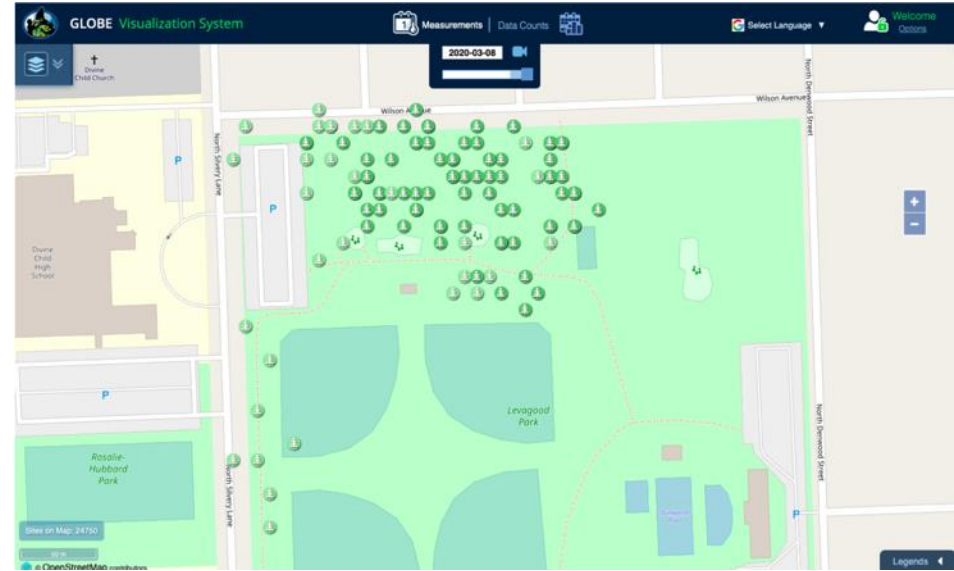 GLOBE Visualization System
1 Measurements | Data Counts
Select Language ▼
Welcome
Options
2020-03-08
Divine
Child Church
Wilson Avenue
Wilson Avenue
North Denwood Street
North Silvery Lane
P
P
+
-
Divine
Child
High
School
P
Levagood
Park
Rosalie-
Hubbard
Park
North Silvery Lane
North Denwood Street
P
Sites on Map: 24750
50 m
© OpenStreetMap contributors
Legends